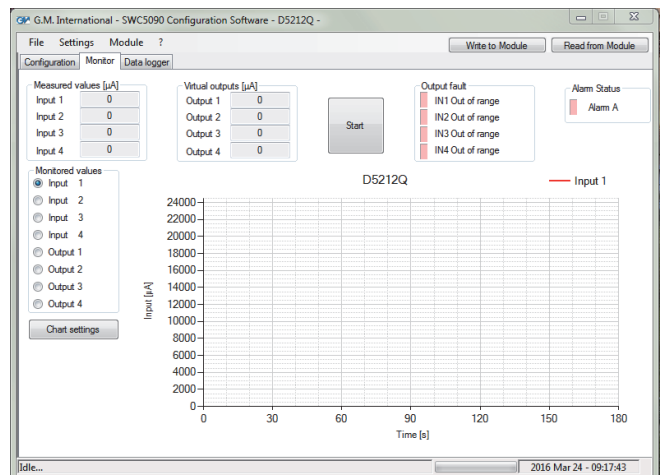 G.M. International - SWC5090 Configuration Software - D5212Q -
File Settings Module ?
Write to Module Read from Module
Configuration Monitor Data logger
Measured values [µA]
Input 1 0
Input 2 0
Input 3 0
Input 4 0
Virtual outputs [µA]
Output 1 0
Output 2 0
Output 3 0
Output 4 0
Start
Output fault
IN1 Out of range
IN2 Out of range
IN3 Out of range
IN4 Out of range
Alarm Status
Alarm A
Monitored values
Input 1
Input 2
Input 3
Input 4
Output 1
Output 2
Output 3
Output 4
Chart settings
D5212Q
Input 1
Input [µA]
24000
22000
20000
18000
16000
14000
12000
10000
8000
6000
4000
2000
0
0 30 60 90 120 150 180
Time [s]
Idle...
2016 Mar 24 - 09:17:43